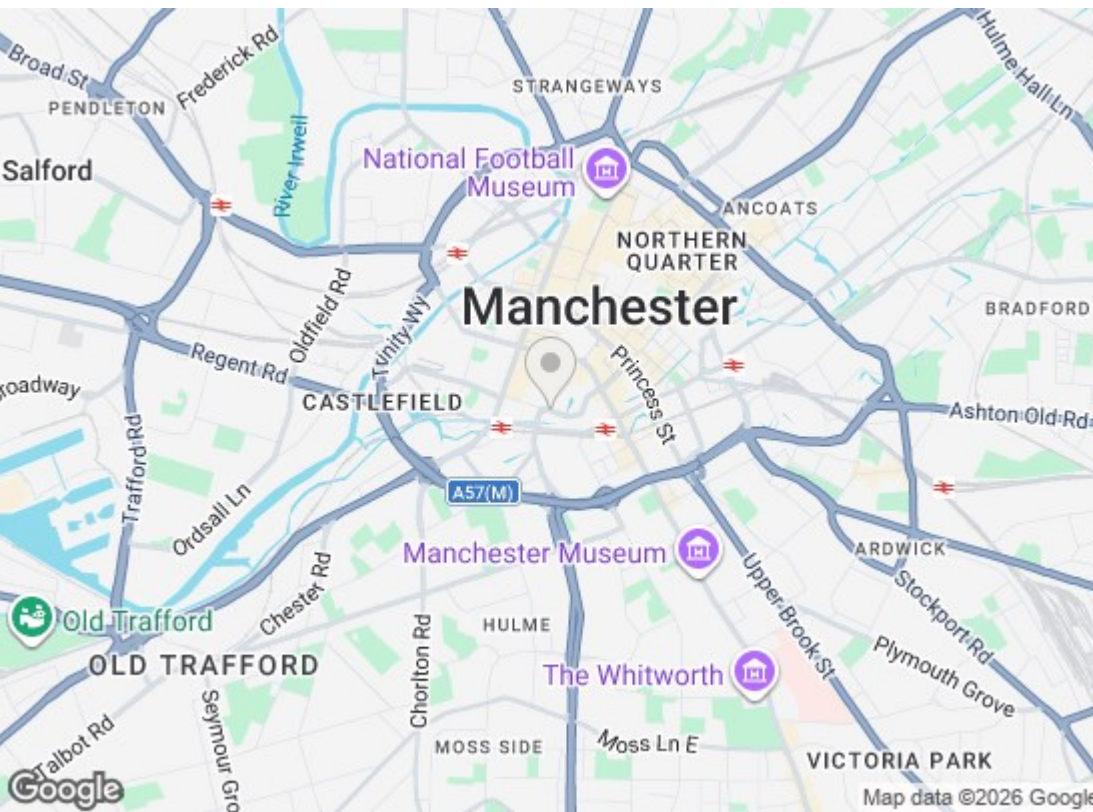 Hulme Hall Ln
Frederick Rd
Broad St
STRANGEWAYS
PENDLETON
National Football
Museum
Salford
River Irwell
ANCOATS
NORTHERN
QUARTER
Manchester
BRADFORD
Oldfield Rd
Trinity Wy
Regent Rd
Princess St
Broadway
CASTLEFIELD
Ashton Old Rd
Trafford Rd
A57(M)
Ordsall Ln
Manchester Museum
ARDWICK
Chester Rd
Upper Brook St
Stockport Rd
Old Trafford
HULME
Chorlton Rd
OLD TRAFFORD
The Whitworth
Plymouth Grove
Seymour Gro
Talbot Rd
MOSS SIDE
Moss Ln E
VICTORIA PARK
Google
Map data ©2026 Google